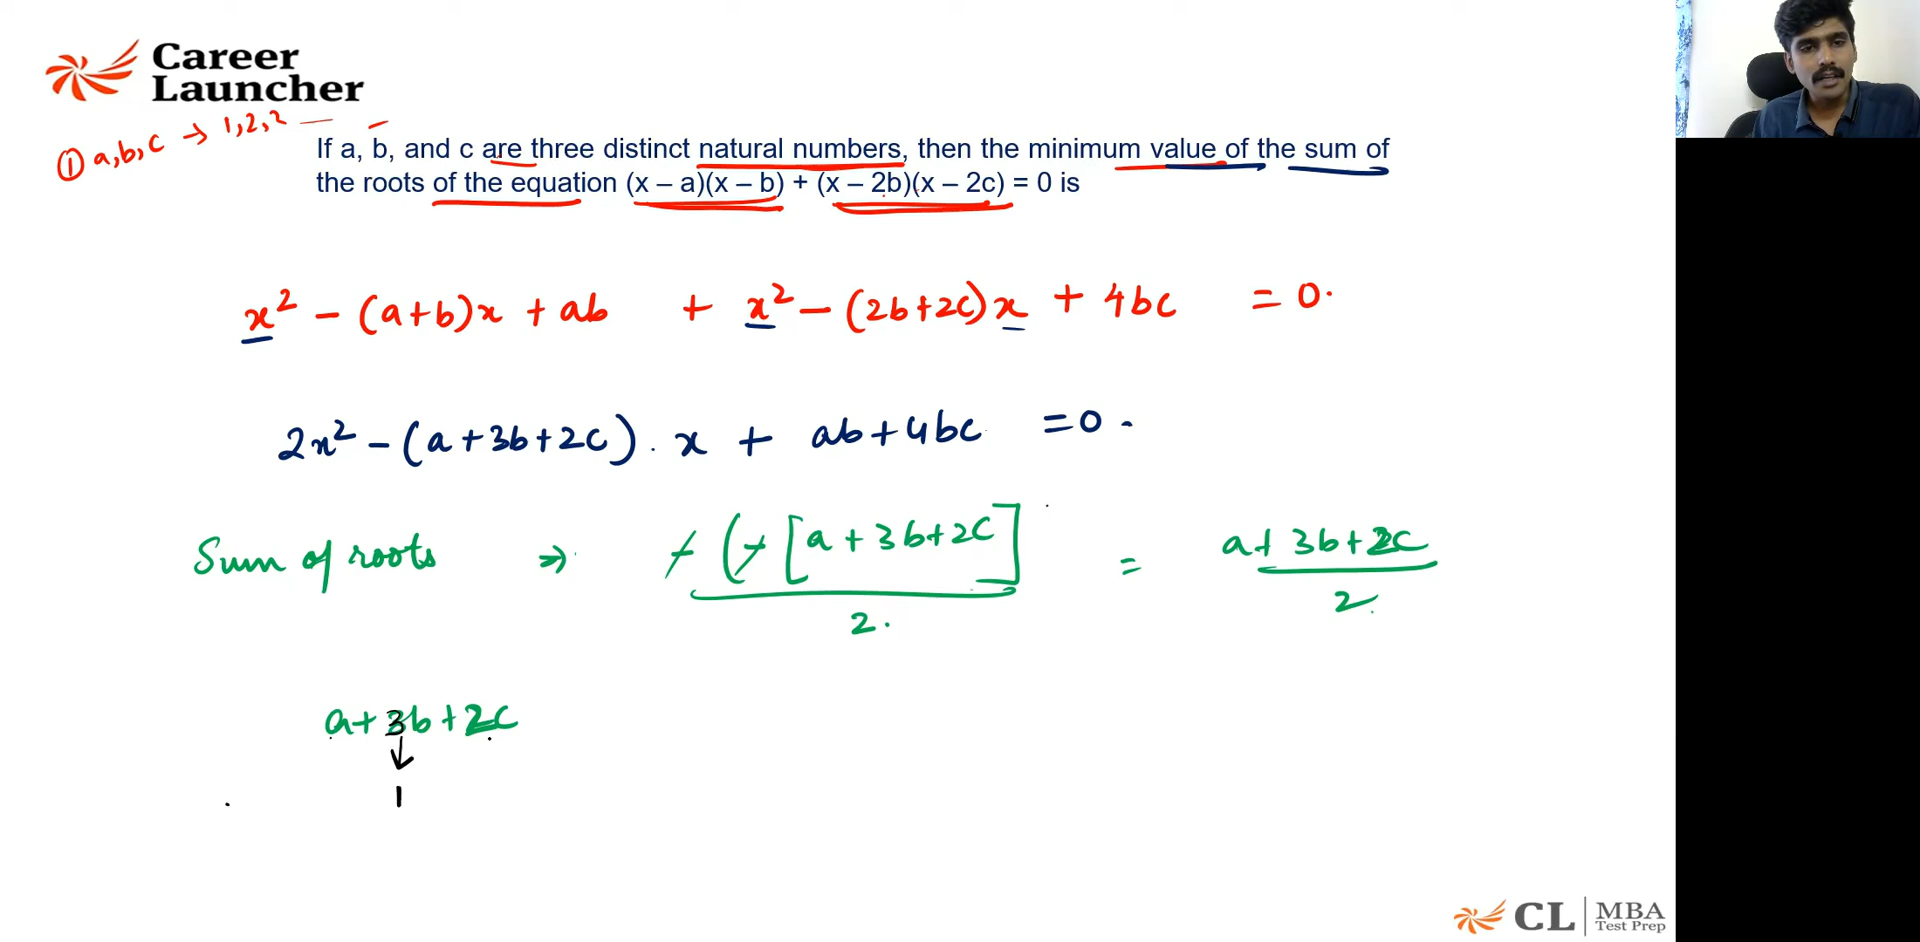 Career
Launcher
① a,b,c → 1,2,2 —
If a, b, and c are three distinct natural numbers, then the minimum value of the sum of
the roots of the equation (x – a)(x – b) + (x – 2b)(x – 2c) = 0 is
x² – (a+b)x + ab + x² – (2b+2c)x + 4bc = 0.
2x² – (a+3b+2c). x + ab+4bc = 0.
Sum of roots ⇒ – (– [a+3b+2c] / 2. = a+3b+2c / 2.
a+3b+2c
↓
1
CL | MBA
Test Prep